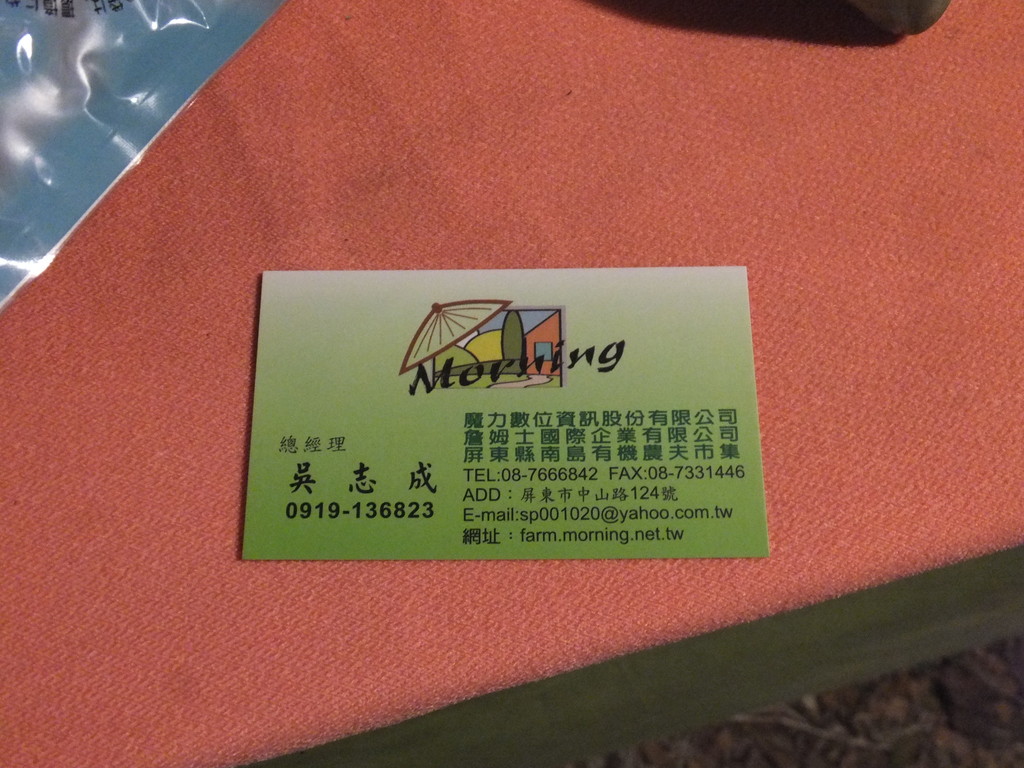 Morning
魔力數位資訊股份有限公司
詹姆士國際企業有限公司
屏東縣南島有機農夫市集
總經理
吳志成
0919-136823
TEL:08-7666842 FAX:08-7331446
ADD：屏東市中山路124號
E-mail:sp001020@yahoo.com.tw
網址：farm.morning.net.tw